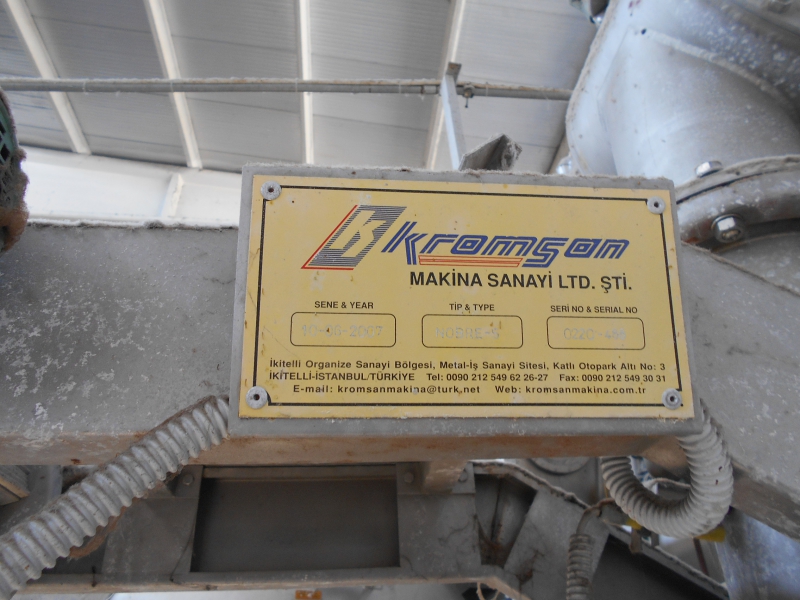 K kromsan
MAKİNA SANAYİ LTD. ŞTİ.
SENE & YEAR TİP & TYPE SERI NO & SERIAL NO
İkitelli Organize Sanayi Bölgesi, Metal-İş Sanayi Sitesi, Katlı Otopark Altı No: 3
İKİTELLİ-İSTANBUL/TÜRKİYE Tel: 0090 212 549 62 26-27 Fax: 0090 212 549 30 31
E-mail: kromsanmakina@turk.net Web: kromsanmakina.com.tr